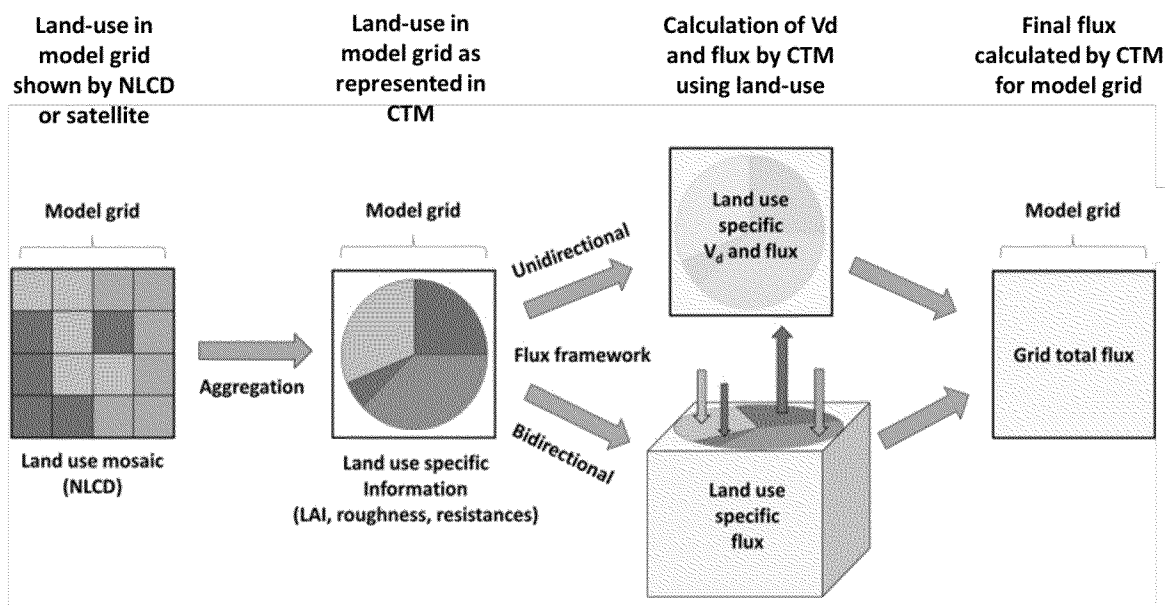 Land-use in
model grid
shown by NLCD
or satellite
Land-use in
model grid as
represented in
CTM
Calculation of Vd
and flux by CTM
using land-use
Final flux
calculated by CTM
for model grid
Model grid
Land use mosaic
(NLCD)
Aggregation
Model grid
Land use specific
Information
(LAI, roughness, resistances)
Unidirectional
Flux framework
Bidirectional
Land use
specific
Vd and flux
Land use
specific
flux
Model grid
Grid total flux